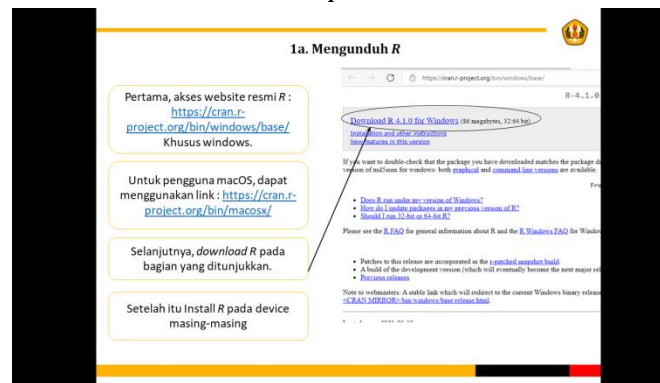 1a. Mengunduh R
Pertama, akses website resmi R :
https://cran.r-
project.org/bin/windows/base/
Khusus windows.
Untuk pengguna macOS, dapat
menggunakan link : https://cran.r-
project.org/bin/macosx/
Selanjutnya, download R pada
bagian yang ditunjukkan.
Setelah itu Install R pada device
masing-masing
https://cran.r-project.org/bin/windows/base/
R-4.1.0
Download R 4.1.0 for Windows (86 megabytes, 32/64 bit)
Installation and other instructions
New features in this version
If you want to double-check that the package you have downloaded matches the package di
version of md5sum for windows: both graphical and command line versions are available.
Fre
Does R run under my version of Windows?
How do I update packages in my previous version of R?
Should I run 32-bit or 64-bit R?
Please see the R FAQ for general information about R and the R Windows FAQ for Window
Patches to this release are incorporated in the r-patched snapshot build.
A build of the development version (which will eventually become the next major rel
Previous releases
Note to webmasters: A stable link which will redirect to the current Windows binary release
<CRAN MIRROR>/bin/windows/base/release.html.